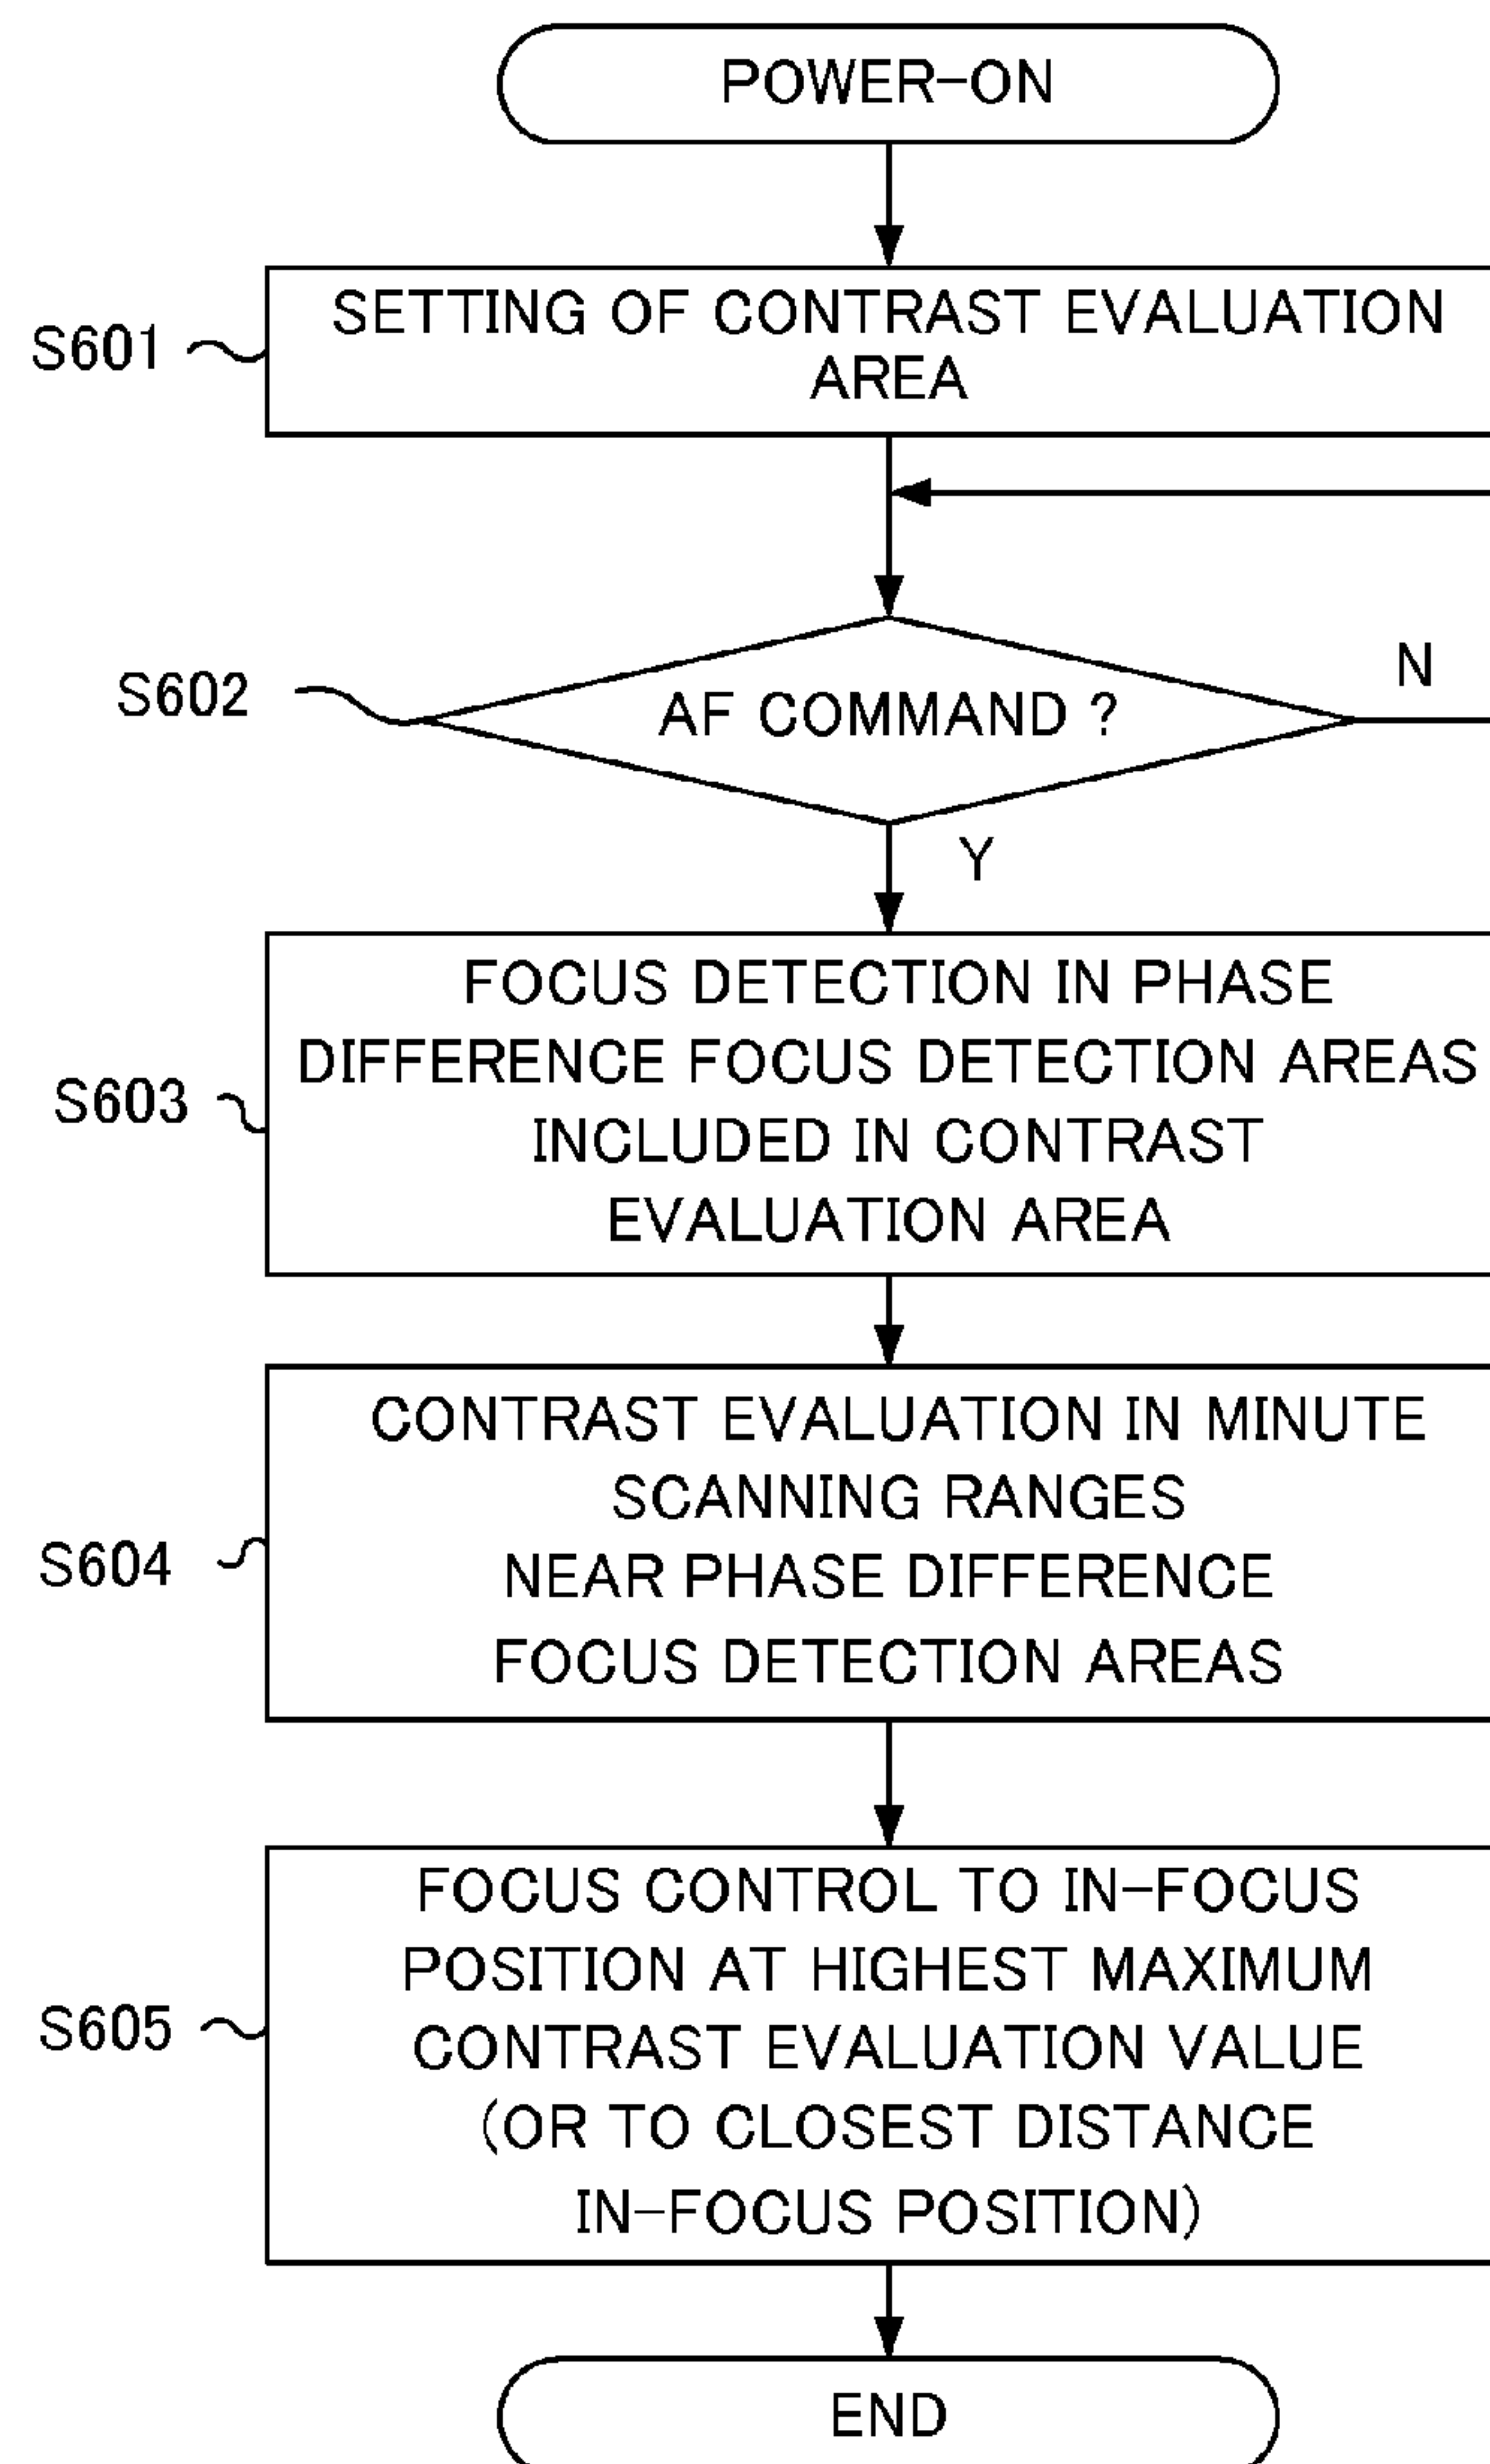 POWER-ON
SETTING OF CONTRAST EVALUATION
AREA
S601
AF COMMAND ?
S602
N
Y
FOCUS DETECTION IN PHASE
DIFFERENCE FOCUS DETECTION AREAS
INCLUDED IN CONTRAST
EVALUATION AREA
S603
CONTRAST EVALUATION IN MINUTE
SCANNING RANGES
NEAR PHASE DIFFERENCE
FOCUS DETECTION AREAS
S604
FOCUS CONTROL TO IN-FOCUS
POSITION AT HIGHEST MAXIMUM
CONTRAST EVALUATION VALUE
(OR TO CLOSEST DISTANCE
IN-FOCUS POSITION)
S605
END